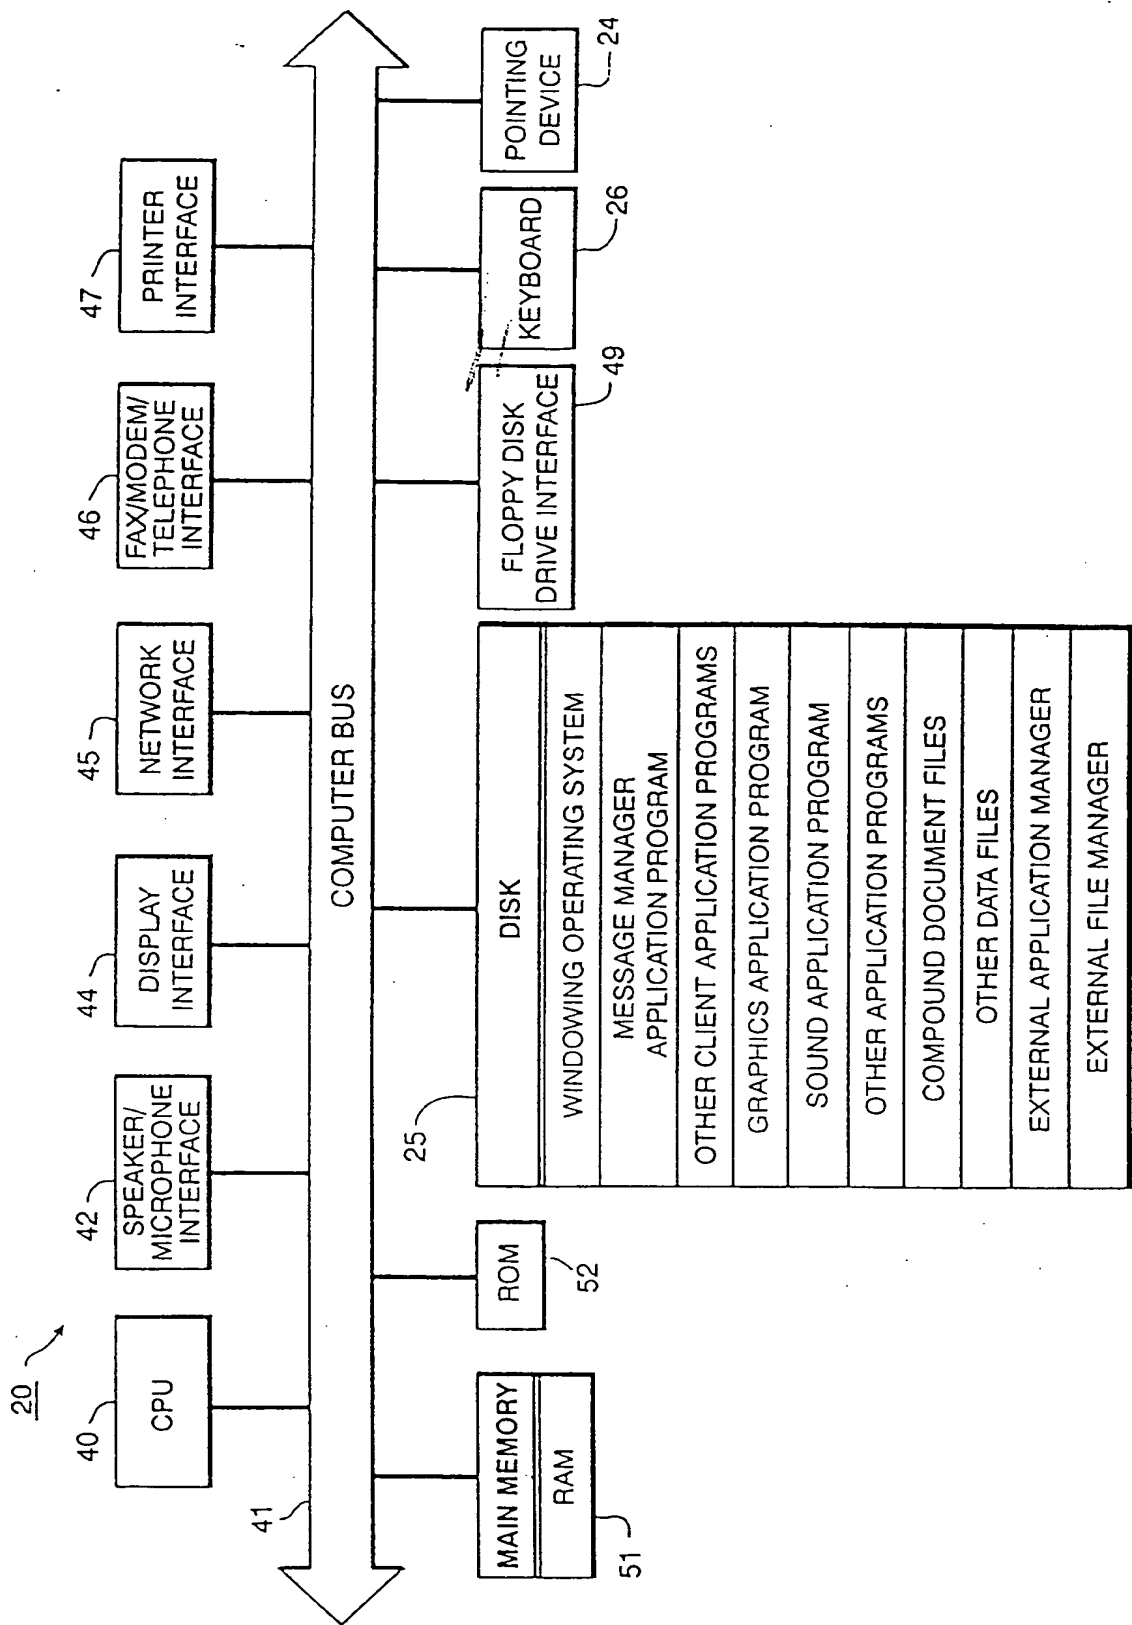 20
40
CPU
42
SPEAKER/
MICROPHONE
INTERFACE
44
DISPLAY
INTERFACE
45
NETWORK
INTERFACE
46
FAX/MODEM/
TELEPHONE
INTERFACE
47
PRINTER
INTERFACE
41
COMPUTER BUS
MAIN MEMORY
RAM
51
ROM
52
25
DISK
WINDOWING OPERATING SYSTEM
MESSAGE MANAGER
APPLICATION PROGRAM
OTHER CLIENT APPLICATION PROGRAMS
GRAPHICS APPLICATION PROGRAM
SOUND APPLICATION PROGRAM
OTHER APPLICATION PROGRAMS
COMPOUND DOCUMENT FILES
OTHER DATA FILES
EXTERNAL APPLICATION MANAGER
EXTERNAL FILE MANAGER
FLOPPY DISK
DRIVE INTERFACE
49
KEYBOARD
26
POINTING
DEVICE
24